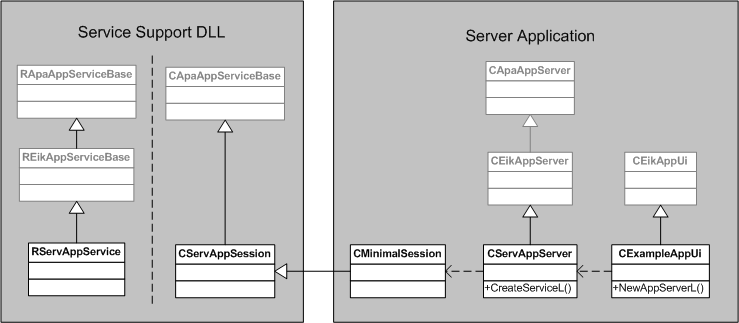 Service Support DLL
Server Application
RApaAppServiceBase
CApaAppServiceBase
CApaAppServer
REikAppServiceBase
CEikAppServer
CEikAppUi
RServAppService
CServAppSession
CMinimalSession
CServAppServer
CExampleAppUi
+CreateServiceL()
+NewAppServerL()